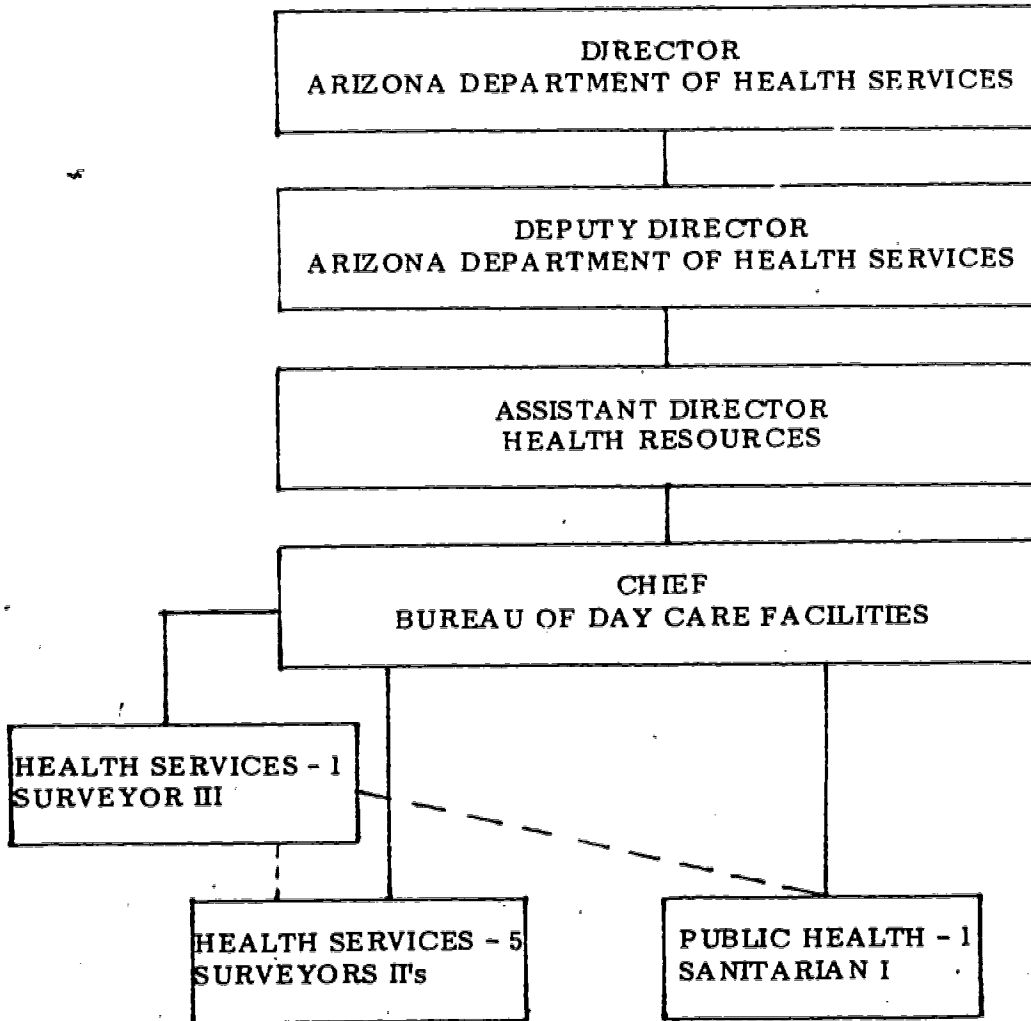 DIRECTOR
ARIZONA DEPARTMENT OF HEALTH SERVICES
DEPUTY DIRECTOR
ARIZONA DEPARTMENT OF HEALTH SERVICES
ASSISTANT DIRECTOR
HEALTH RESOURCES
CHIEF
BUREAU OF DAY CARE FACILITIES
HEALTH SERVICES - 1
SURVEYOR III
HEALTH SERVICES - 5
SURVEYORS II's
PUBLIC HEALTH - 1
SANITARIAN I